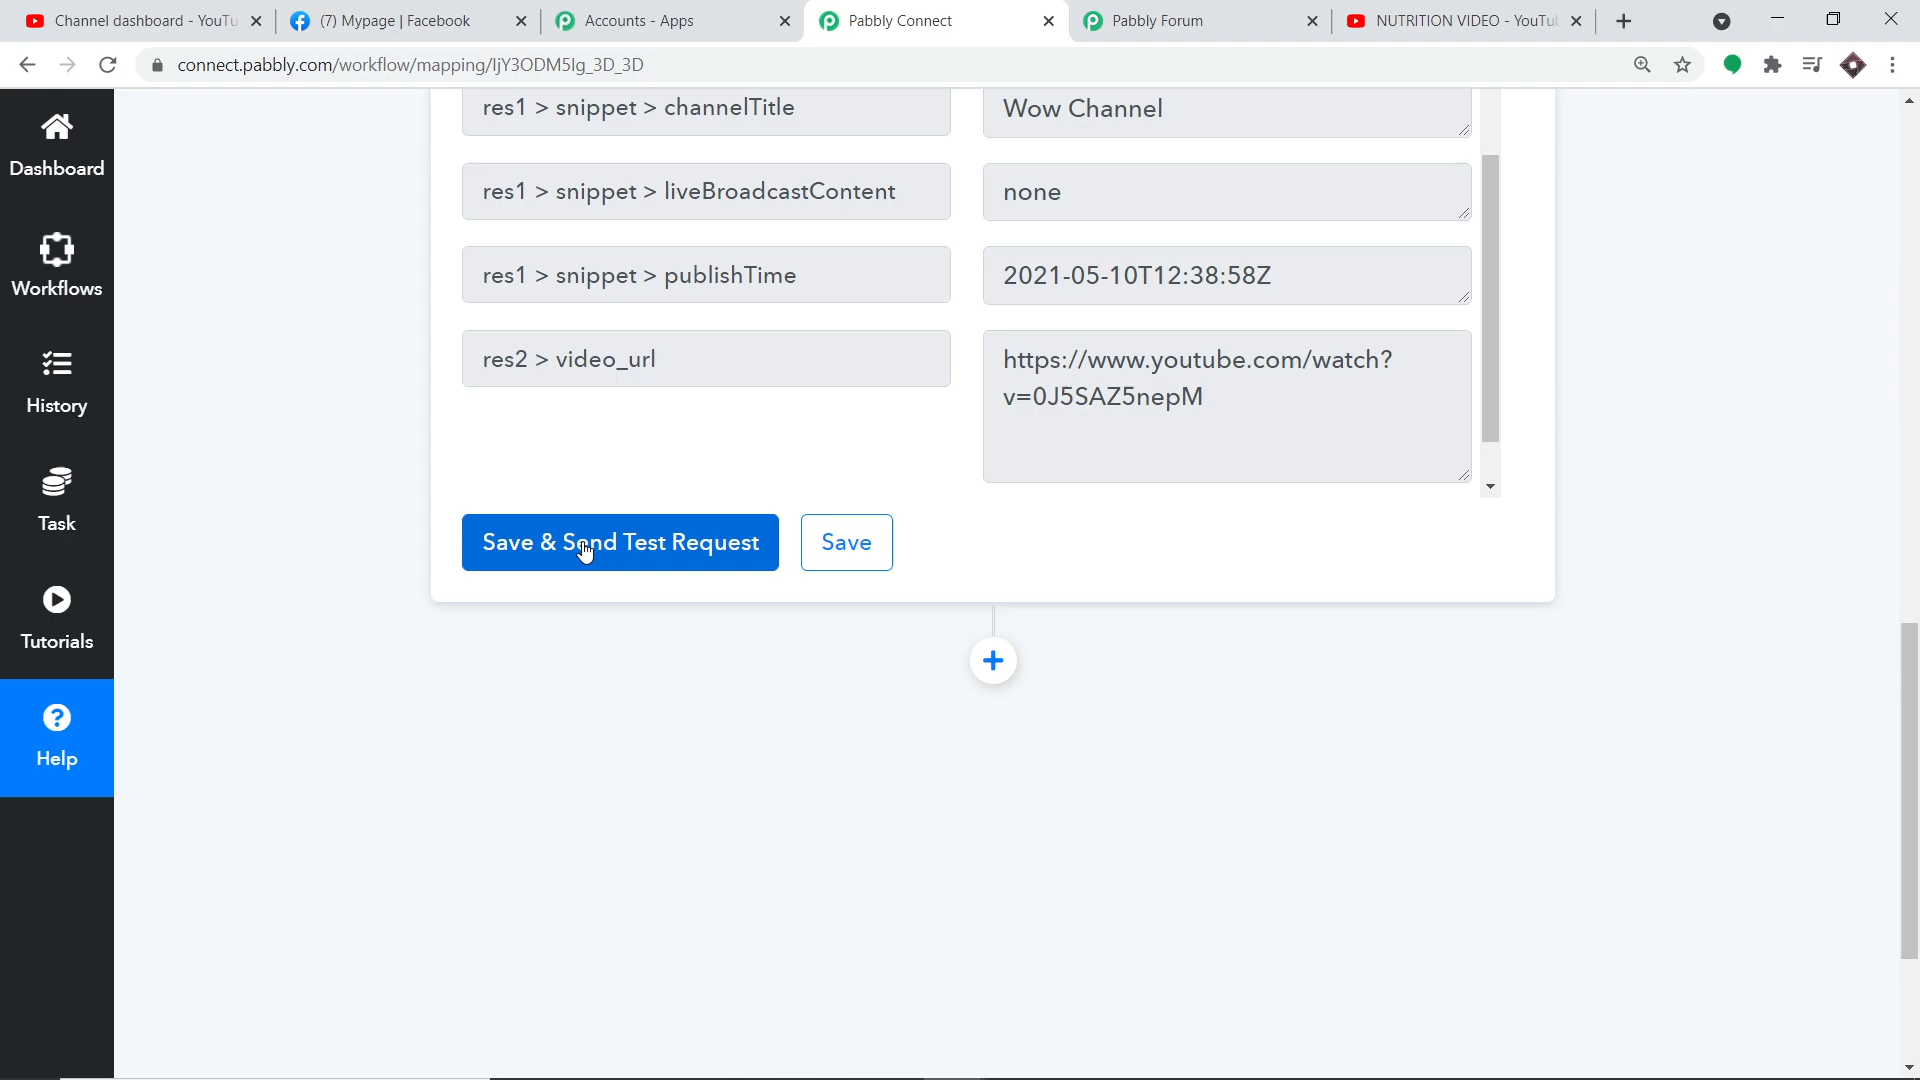 Channel dashboard - YouTu
(7) Mypage | Facebook
Accounts - Apps
Pabbly Connect
Pabbly Forum
NUTRITION VIDEO - YouTu
connect.pabbly.com/workflow/mapping/IjY3ODM5Ig_3D_3D
Dashboard
Workflows
History
Task
Tutorials
Help
res1 > snippet > channelTitle
Wow Channel
res1 > snippet > liveBroadcastContent
none
res1 > snippet > publishTime
2021-05-10T12:38:58Z
res2 > video_url
https://www.youtube.com/watch?
v=0J5SAZ5nepM
Save & Send Test Request
Save